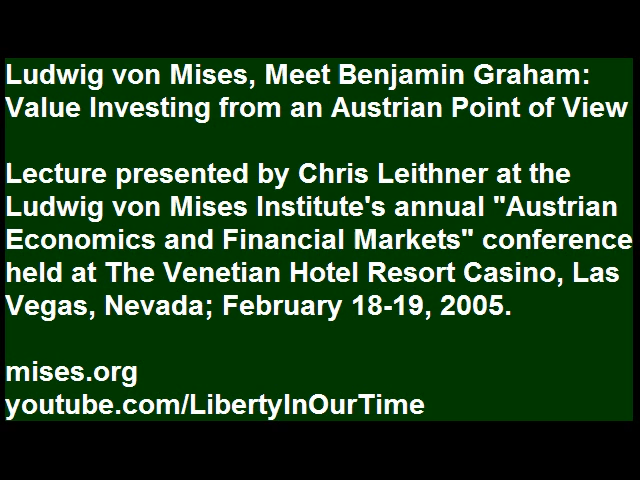 Ludwig von Mises, Meet Benjamin Graham:
Value Investing from an Austrian Point of View
Lecture presented by Chris Leithner at the
Ludwig von Mises Institute's annual "Austrian
Economics and Financial Markets" conference
held at The Venetian Hotel Resort Casino, Las
Vegas, Nevada; February 18-19, 2005.
mises.org
youtube.com/LibertyInOurTime